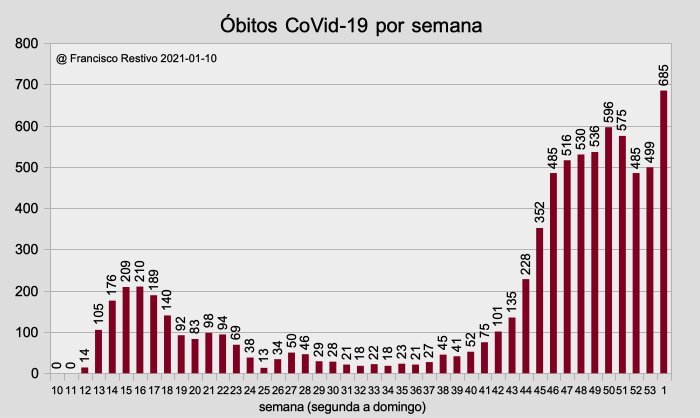 Óbitos CoVid-19 por semana
@ Francisco Restivo 2021-01-10
800
700
600
500
400
300
200
100
0
0 0 14 105 176 209 210 189 140 92 83 98 94 69 38 13 34 50 46 29 28 21 18 22 18 23 21 27 45 41 52 75 101 135 228 352 485 516 530 536 596 575 485 499 685
10 11 12 13 14 15 16 17 18 19 20 21 22 23 24 25 26 27 28 29 30 31 32 33 34 35 36 37 38 39 40 41 42 43 44 45 46 47 48 49 50 51 52 53 1
semana (segunda a domingo)